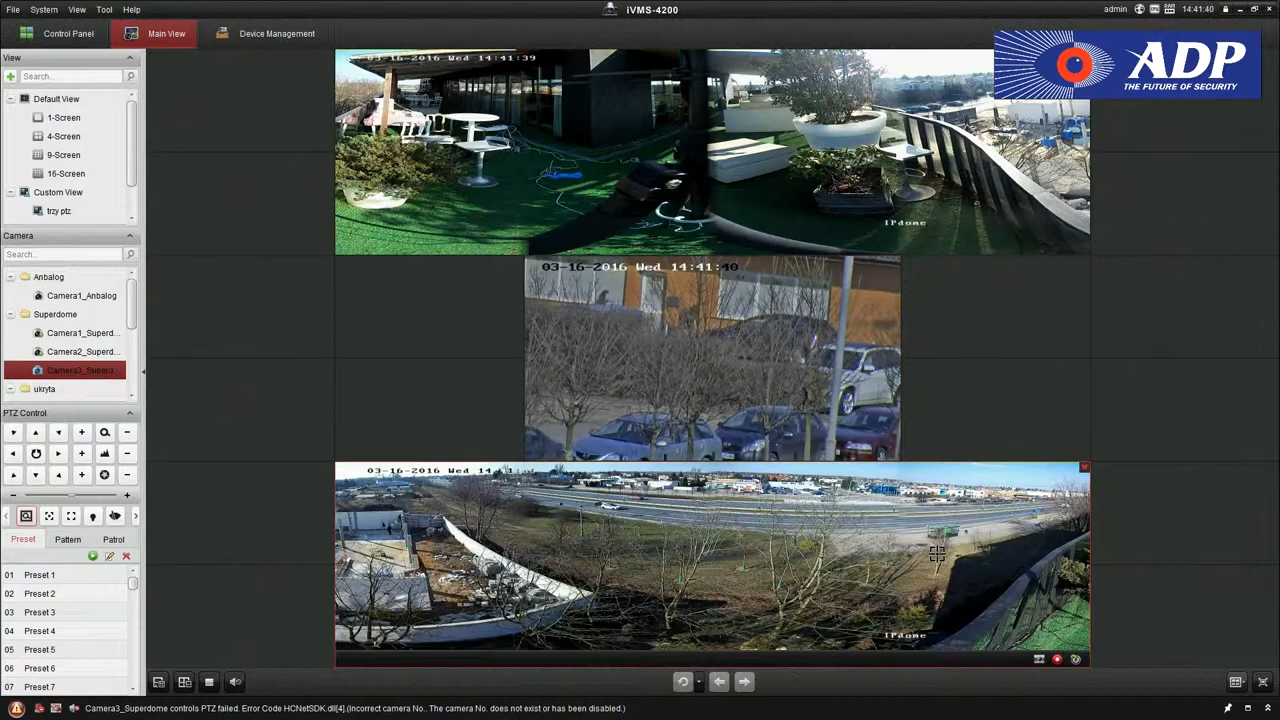 File System View Tool Help
iVMS-4200
admin 14:41:40
Control Panel Main View Device Management
ADP
THE FUTURE OF SECURITY
View
Search...
Default View
1-Screen
4-Screen
9-Screen
16-Screen
Custom View
trzy ptz
Camera
Search...
Anbalog
Camera1_Anbalog
Superdome
Camera1_Superd...
Camera2_Superd...
Camera3_Superd...
ukryta
PTZ Control
Preset Pattern Patrol
01 Preset 1
02 Preset 2
03 Preset 3
04 Preset 4
05 Preset 5
06 Preset 6
07 Preset 7
03-16-2016 Wed 14:41:39
IPdome
03-16-2016 Wed 14:41:40
03-16-2016 Wed
IPdome
Camera3_Superdome controls PTZ failed. Error Code HCNetSDK.dll[4].(Incorrect camera No.. The camera No. does not exist or has been disabled.)